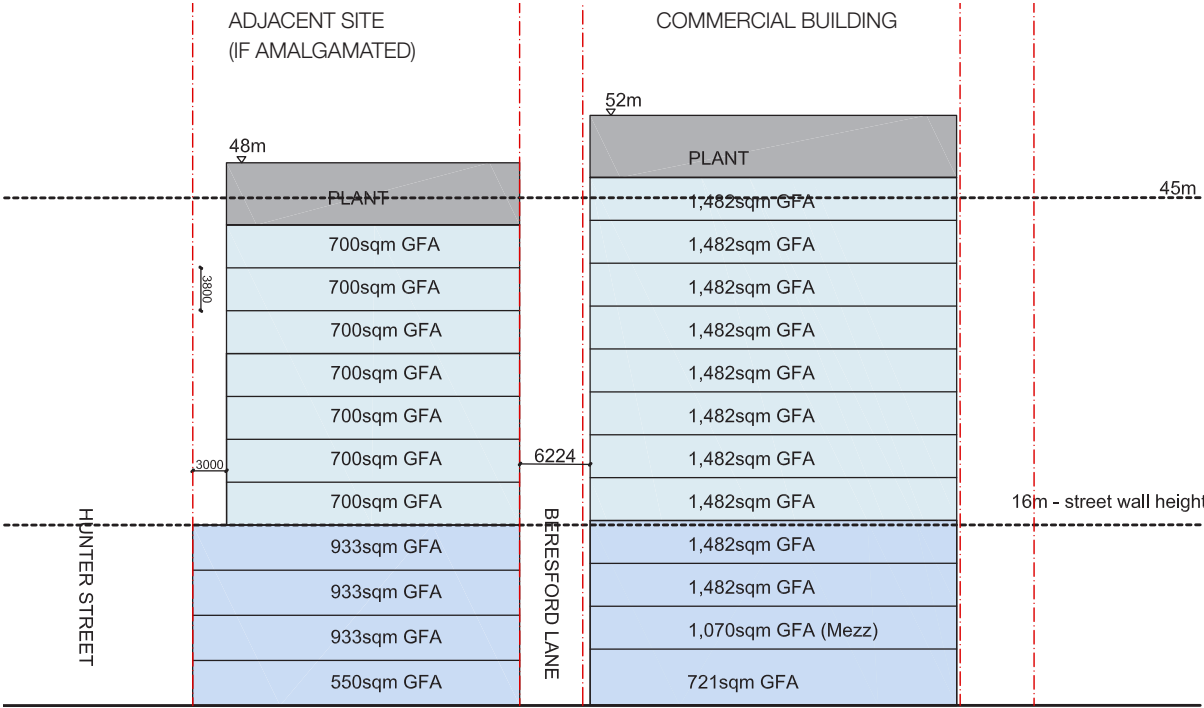 ADJACENT SITE
(IF AMALGAMATED)
COMMERCIAL BUILDING
52m
48m
PLANT
PLANT
45m
1,482sqm GFA
700sqm GFA
1,482sqm GFA
3800
700sqm GFA
1,482sqm GFA
700sqm GFA
1,482sqm GFA
700sqm GFA
1,482sqm GFA
700sqm GFA
1,482sqm GFA
3000
700sqm GFA
6224
1,482sqm GFA
700sqm GFA
1,482sqm GFA
16m - street wall height
HUNTER STREET
933sqm GFA
BERESFORD LANE
1,482sqm GFA
933sqm GFA
1,482sqm GFA
933sqm GFA
1,070sqm GFA (Mezz)
550sqm GFA
721sqm GFA